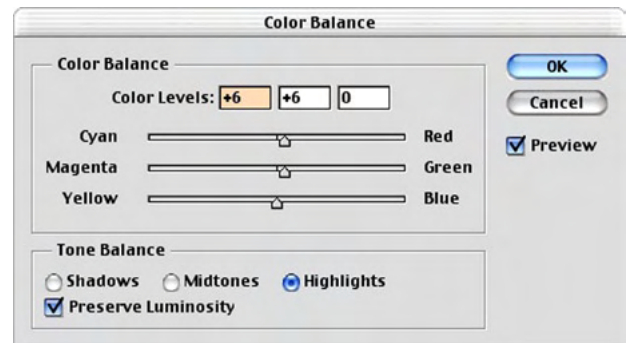 Color Balance
Color Balance
Color Levels: +6 +6 0
Cyan Red
Magenta Green
Yellow Blue
Tone Balance
Shadows Midtones Highlights
Preserve Luminosity
OK
Cancel
Preview